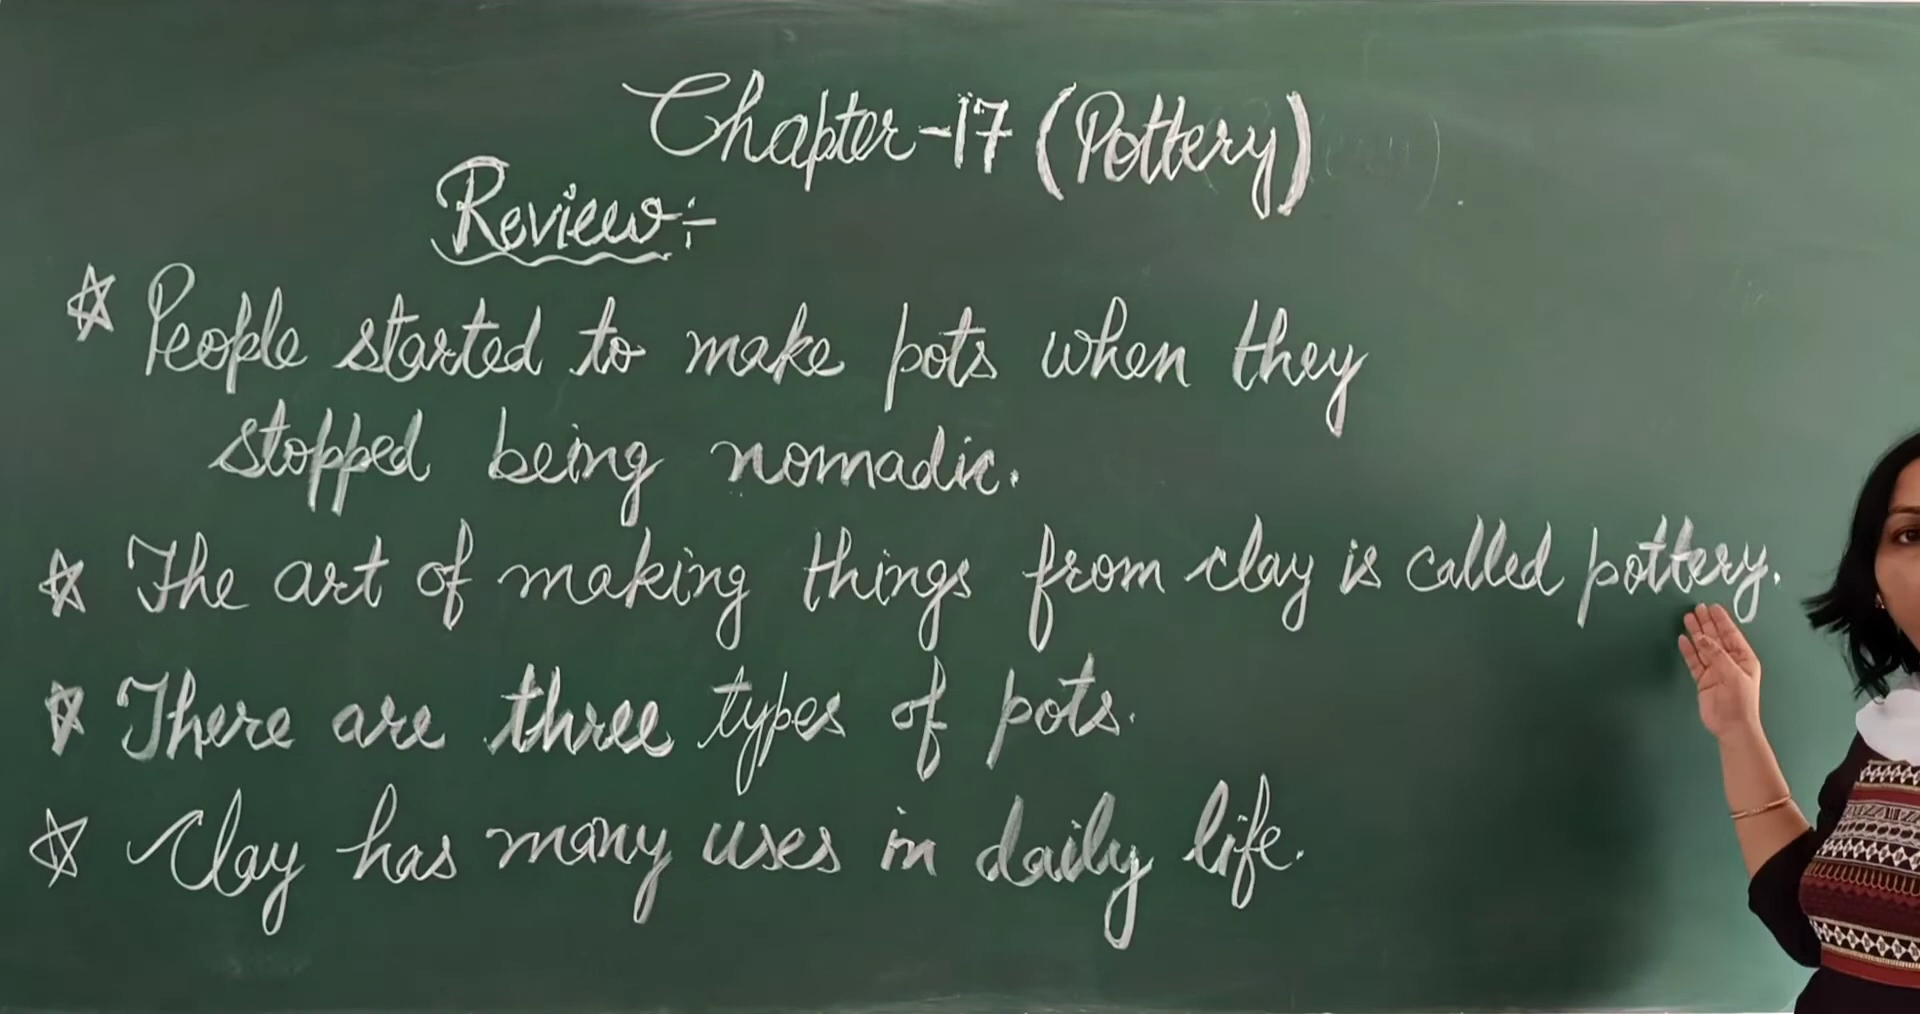 Chapter-17 (Pottery)
Review:-
☆ People started to make pots when they
stopped being nomadic.
☆ The art of making things from clay is called pottery.
☆ There are three types of pots.
☆ Clay has many uses in daily life.